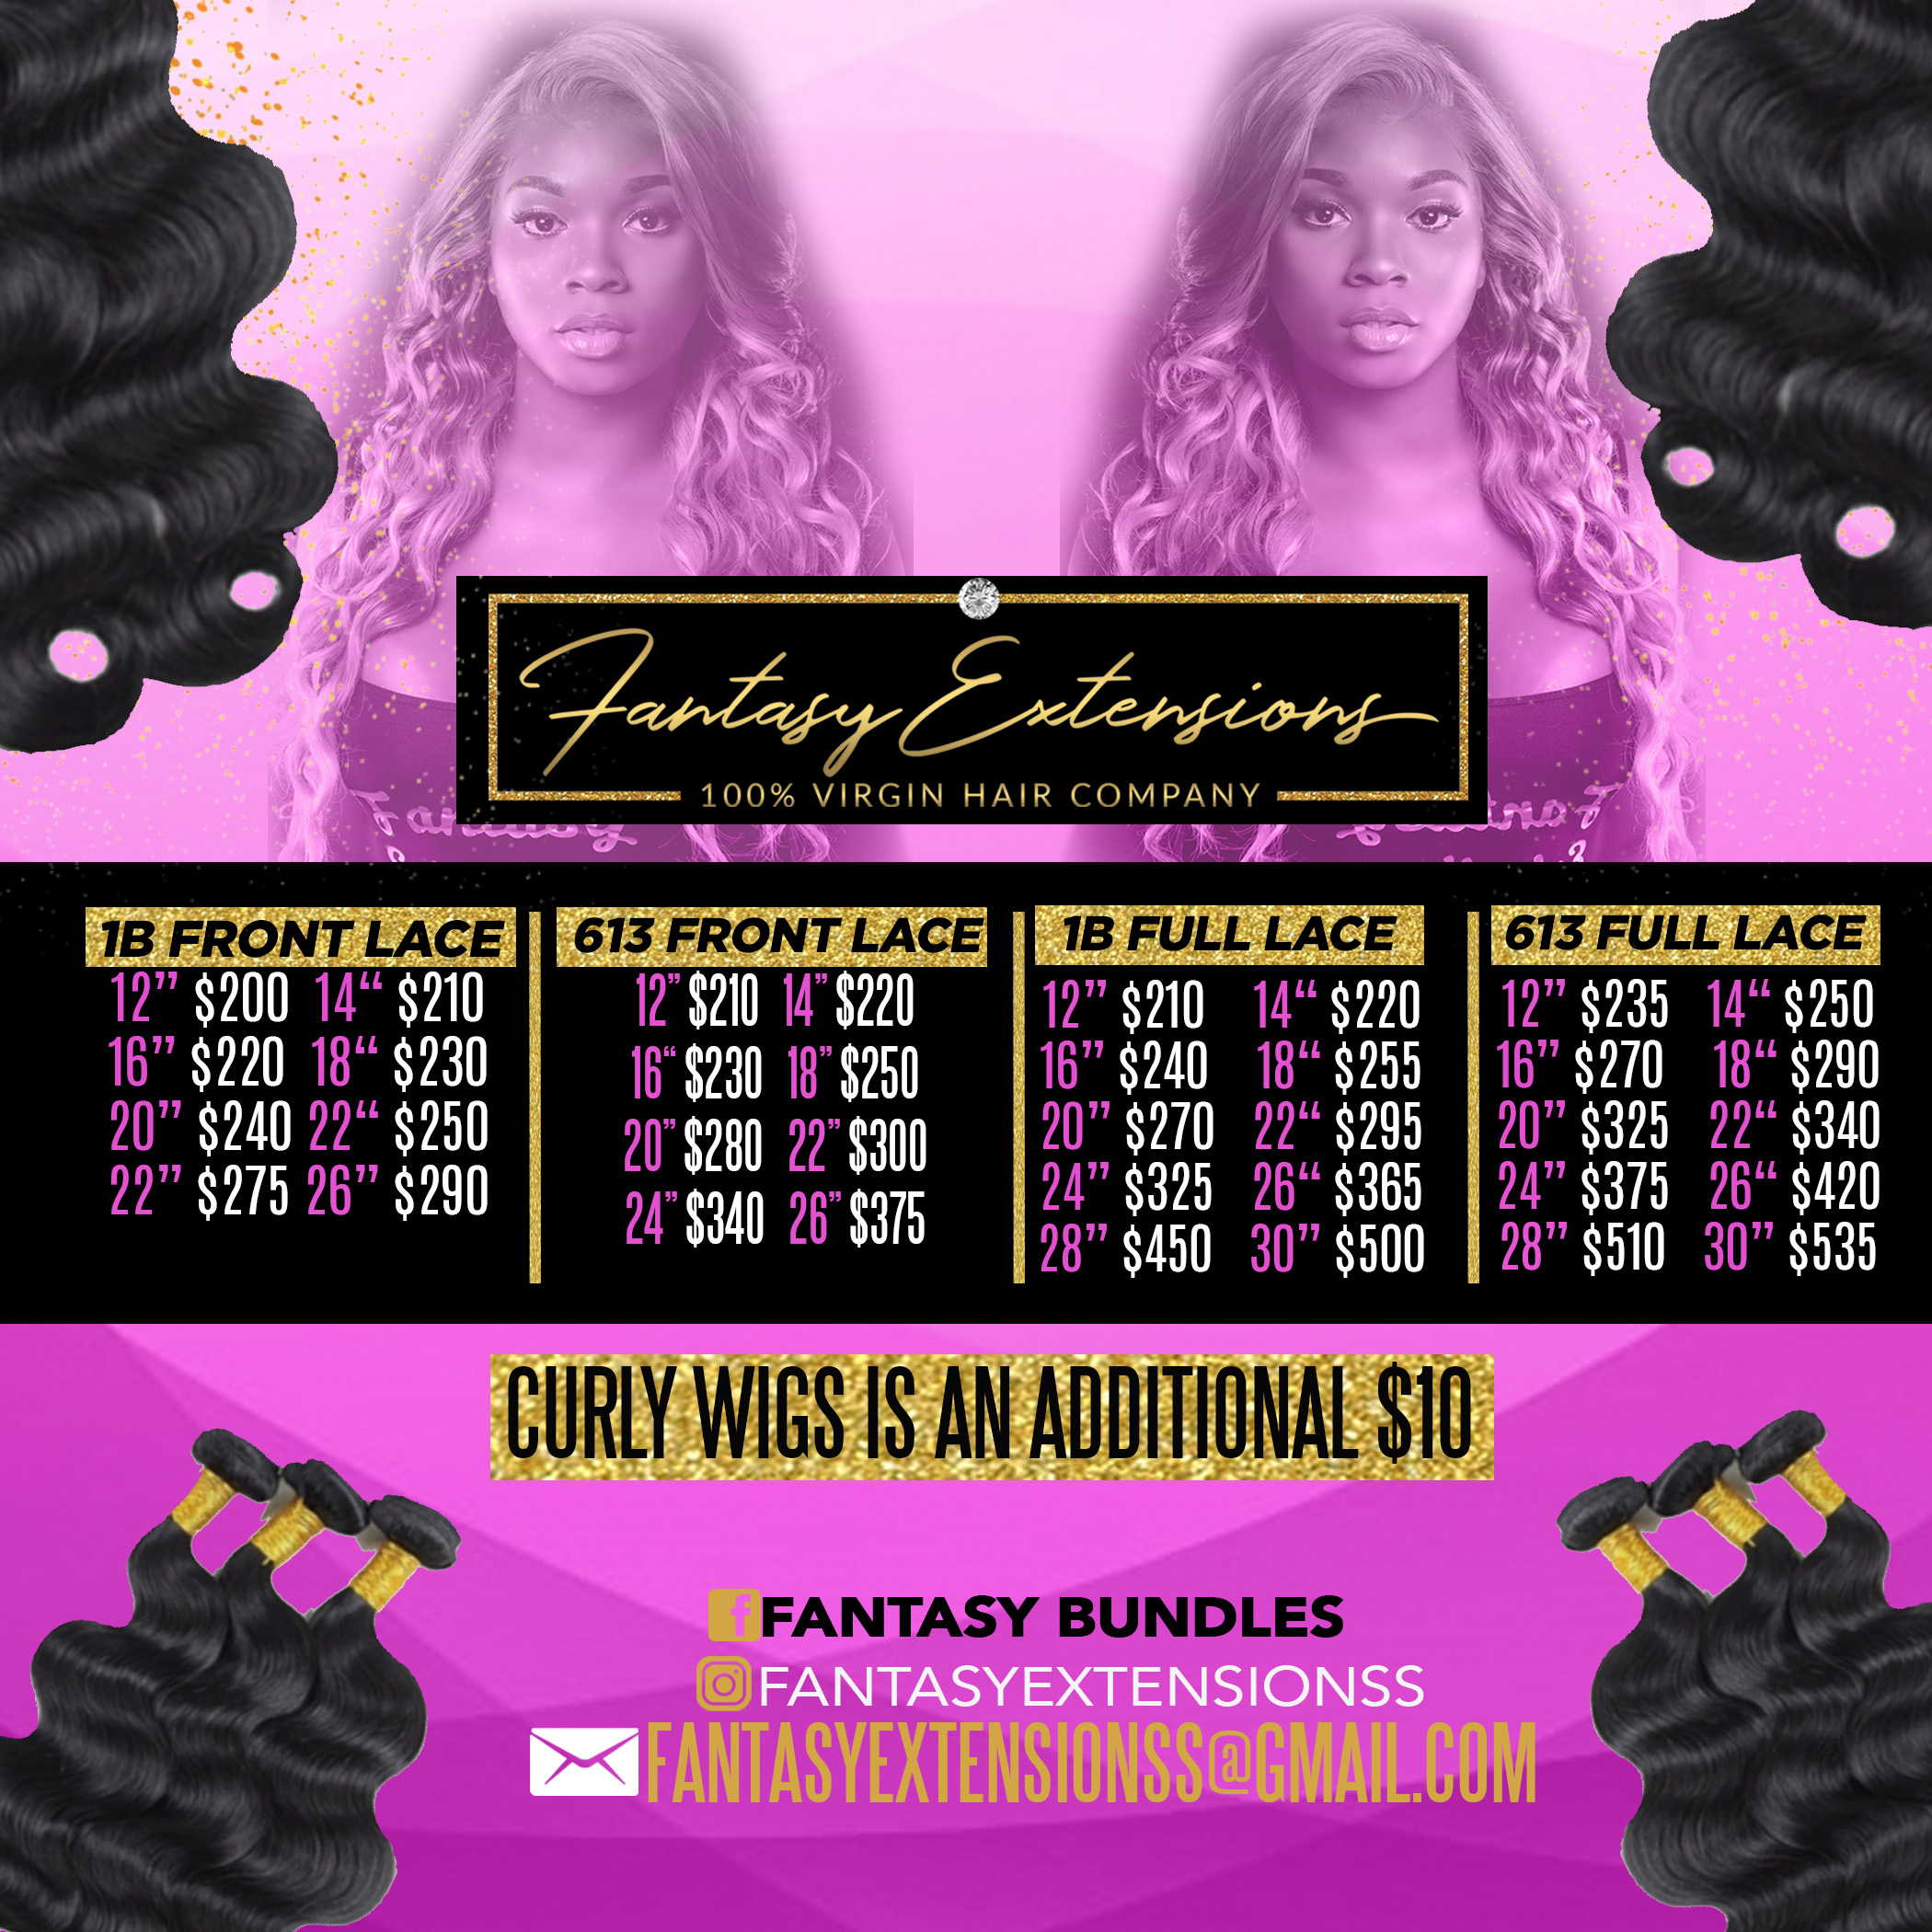 Fantasy Extensions
100% VIRGIN HAIR COMPANY
1B FRONT LACE
12” $200 14“ $210
16” $220 18“ $230
20” $240 22“ $250
22” $275 26” $290
613 FRONT LACE
12” $210 14” $220
16“ $230 18” $250
20” $280 22” $300
24” $340 26” $375
1B FULL LACE
12” $210 14“ $220
16” $240 18“ $255
20” $270 22“ $295
24” $325 26“ $365
28” $450 30” $500
613 FULL LACE
12” $235 14“ $250
16” $270 18“ $290
20” $325 22“ $340
24” $375 26“ $420
28” $510 30” $535
CURLY WIGS IS AN ADDITIONAL $10
FANTASY BUNDLES
FANTASYEXTENSIONSS
FANTASYEXTENSIONSS@GMAIL.COM